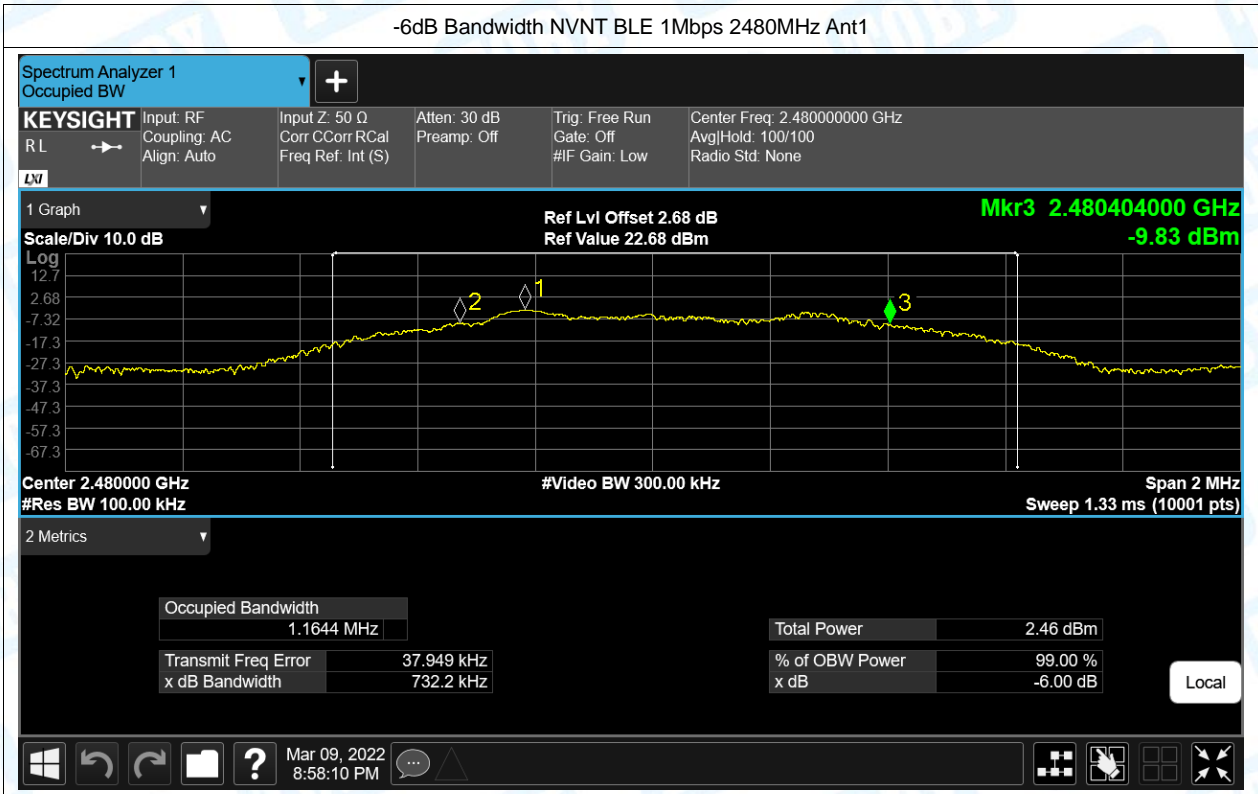 -6dB Bandwidth NVNT BLE 1Mbps 2480MHz Ant1
Spectrum Analyzer 1
Occupied BW
KEYSIGHT
RL
LXI
Input: RF
Coupling: AC
Align: Auto
Input Z: 50 Ω
Corr CCorr RCal
Freq Ref: Int (S)
Atten: 30 dB
Preamp: Off
Trig: Free Run
Gate: Off
#IF Gain: Low
Center Freq: 2.480000000 GHz
Avg|Hold: 100/100
Radio Std: None
1 Graph
Scale/Div 10.0 dB
Ref Lvl Offset 2.68 dB
Ref Value 22.68 dBm
Mkr3 2.480404000 GHz
-9.83 dBm
Log
12.7
2.68
-7.32
-17.3
-27.3
-37.3
-47.3
-57.3
-67.3
2
1
3
Center 2.480000 GHz
#Video BW 300.00 kHz
Span 2 MHz
#Res BW 100.00 kHz
Sweep 1.33 ms (10001 pts)
2 Metrics
Occupied Bandwidth
1.1644 MHz
Transmit Freq Error 37.949 kHz
x dB Bandwidth 732.2 kHz
Total Power 2.46 dBm
% of OBW Power 99.00 %
x dB -6.00 dB
Local
Mar 09, 2022
8:58:10 PM